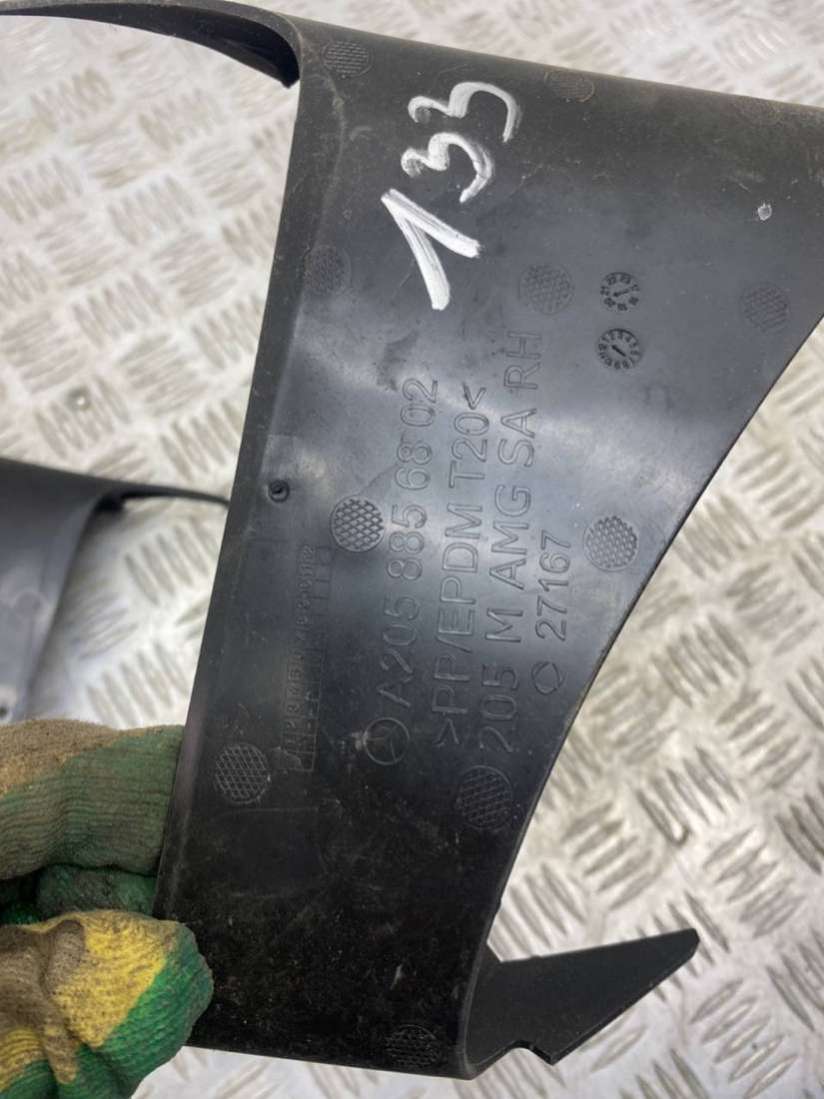 133
A205 885 68 02
>PP/EPDM T20<
205 M AMG SA RH
27167